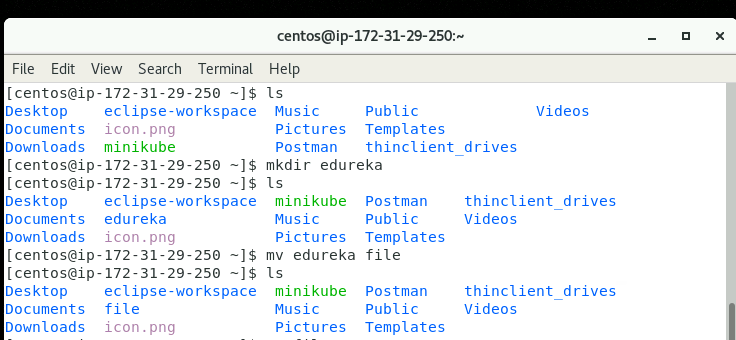 centos@ip-172-31-29-250:~
File Edit View Search Terminal Help
[centos@ip-172-31-29-250 ~]$ ls
Desktop    eclipse-workspace  Music     Public             Videos
Documents  icon.png           Pictures  Templates
Downloads  minikube           Postman   thinclient_drives
[centos@ip-172-31-29-250 ~]$ mkdir edureka
[centos@ip-172-31-29-250 ~]$ ls
Desktop    eclipse-workspace  minikube  Postman    thinclient_drives
Documents  edureka            Music     Public     Videos
Downloads  icon.png           Pictures  Templates
[centos@ip-172-31-29-250 ~]$ mv edureka file
[centos@ip-172-31-29-250 ~]$ ls
Desktop    eclipse-workspace  minikube  Postman    thinclient_drives
Documents  file               Music     Public     Videos
Downloads  icon.png           Pictures  Templates